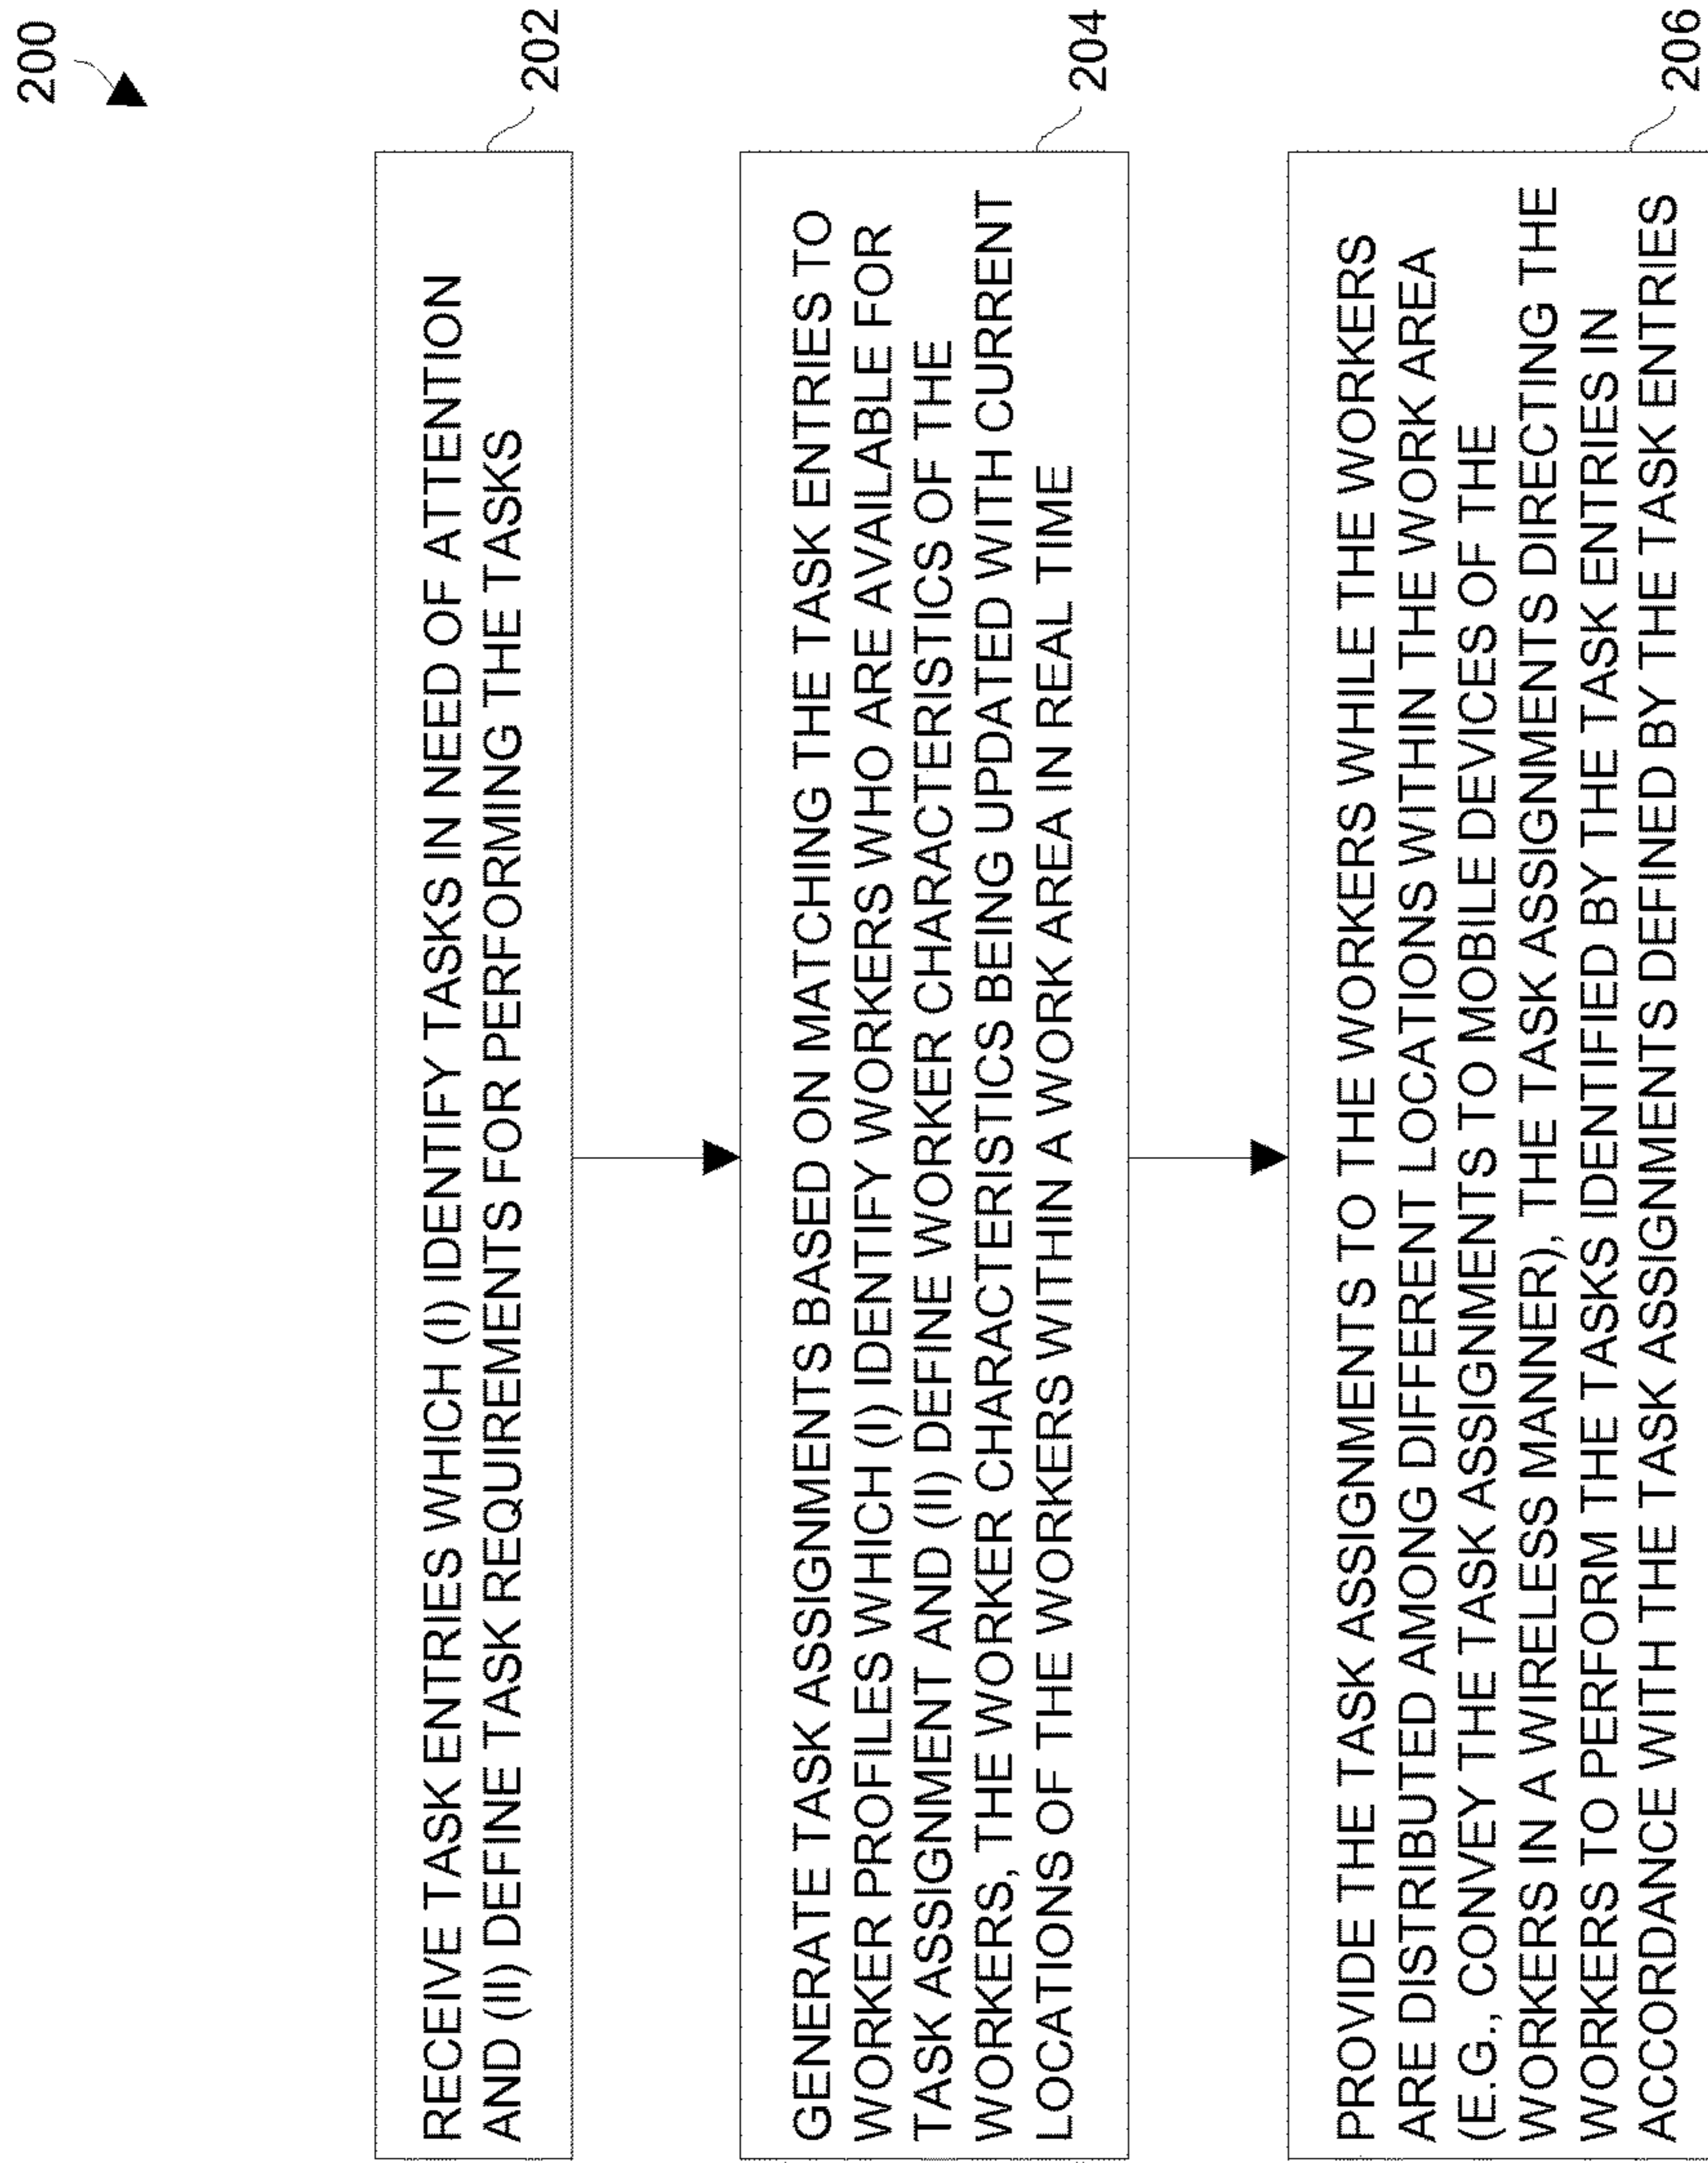 200
RECEIVE TASK ENTRIES WHICH (I) IDENTIFY TASKS IN NEED OF ATTENTION
AND (II) DEFINE TASK REQUIREMENTS FOR PERFORMING THE TASKS
202
GENERATE TASK ASSIGNMENTS BASED ON MATCHING THE TASK ENTRIES TO
WORKER PROFILES WHICH (I) IDENTIFY WORKERS WHO ARE AVAILABLE FOR
TASK ASSIGNMENT AND (II) DEFINE WORKER CHARACTERISTICS OF THE
WORKERS, THE WORKER CHARACTERISTICS BEING UPDATED WITH CURRENT
LOCATIONS OF THE WORKERS WITHIN A WORK AREA IN REAL TIME
204
PROVIDE THE TASK ASSIGNMENTS TO THE WORKERS WHILE THE WORKERS
ARE DISTRIBUTED AMONG DIFFERENT LOCATIONS WITHIN THE WORK AREA
(E.G., CONVEY THE TASK ASSIGNMENTS TO MOBILE DEVICES OF THE
WORKERS IN A WIRELESS MANNER), THE TASK ASSIGNMENTS DIRECTING THE
WORKERS TO PERFORM THE TASKS IDENTIFIED BY THE TASK ENTRIES IN
ACCORDANCE WITH THE TASK ASSIGNMENTS DEFINED BY THE TASK ENTRIES
206